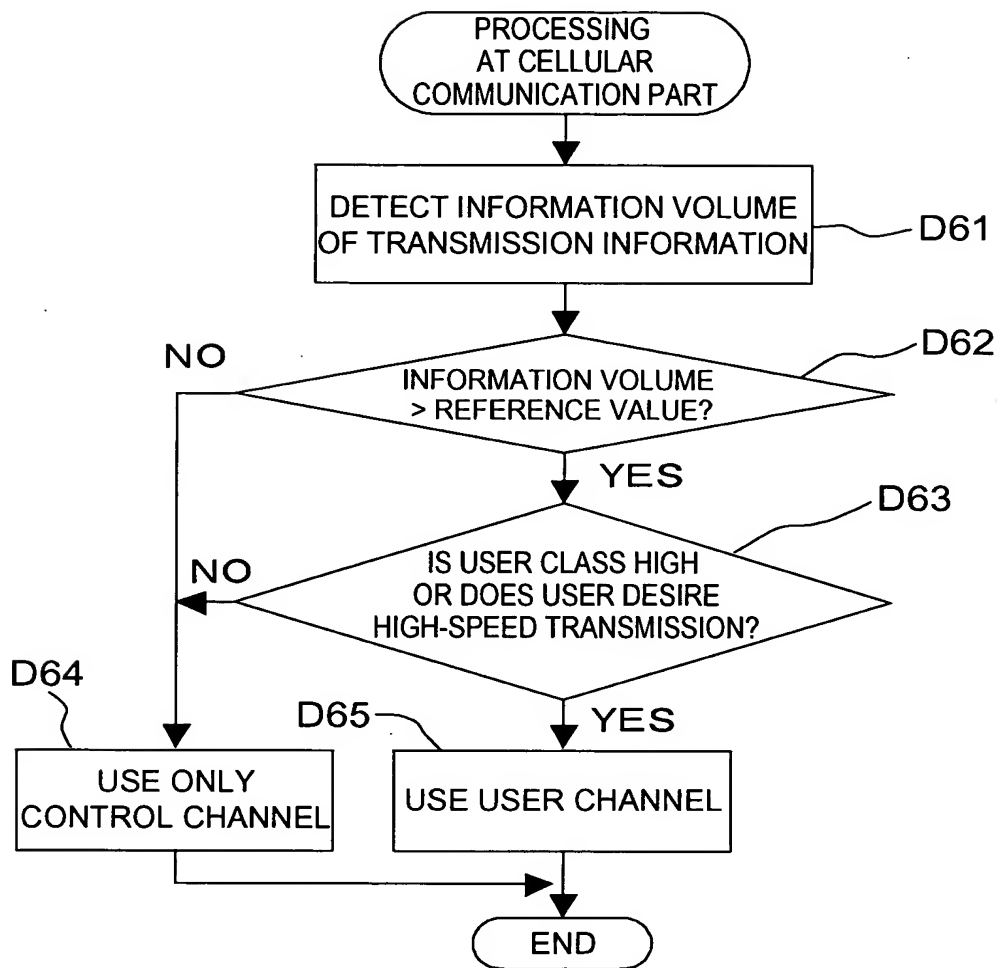 PROCESSING
AT CELLULAR
COMMUNICATION PART
DETECT INFORMATION VOLUME
OF TRANSMISSION INFORMATION
D61
D62
NO
INFORMATION VOLUME
> REFERENCE VALUE?
YES
D63
NO
IS USER CLASS HIGH
OR DOES USER DESIRE
HIGH-SPEED TRANSMISSION?
D64
D65
YES
USE ONLY
CONTROL CHANNEL
USE USER CHANNEL
END